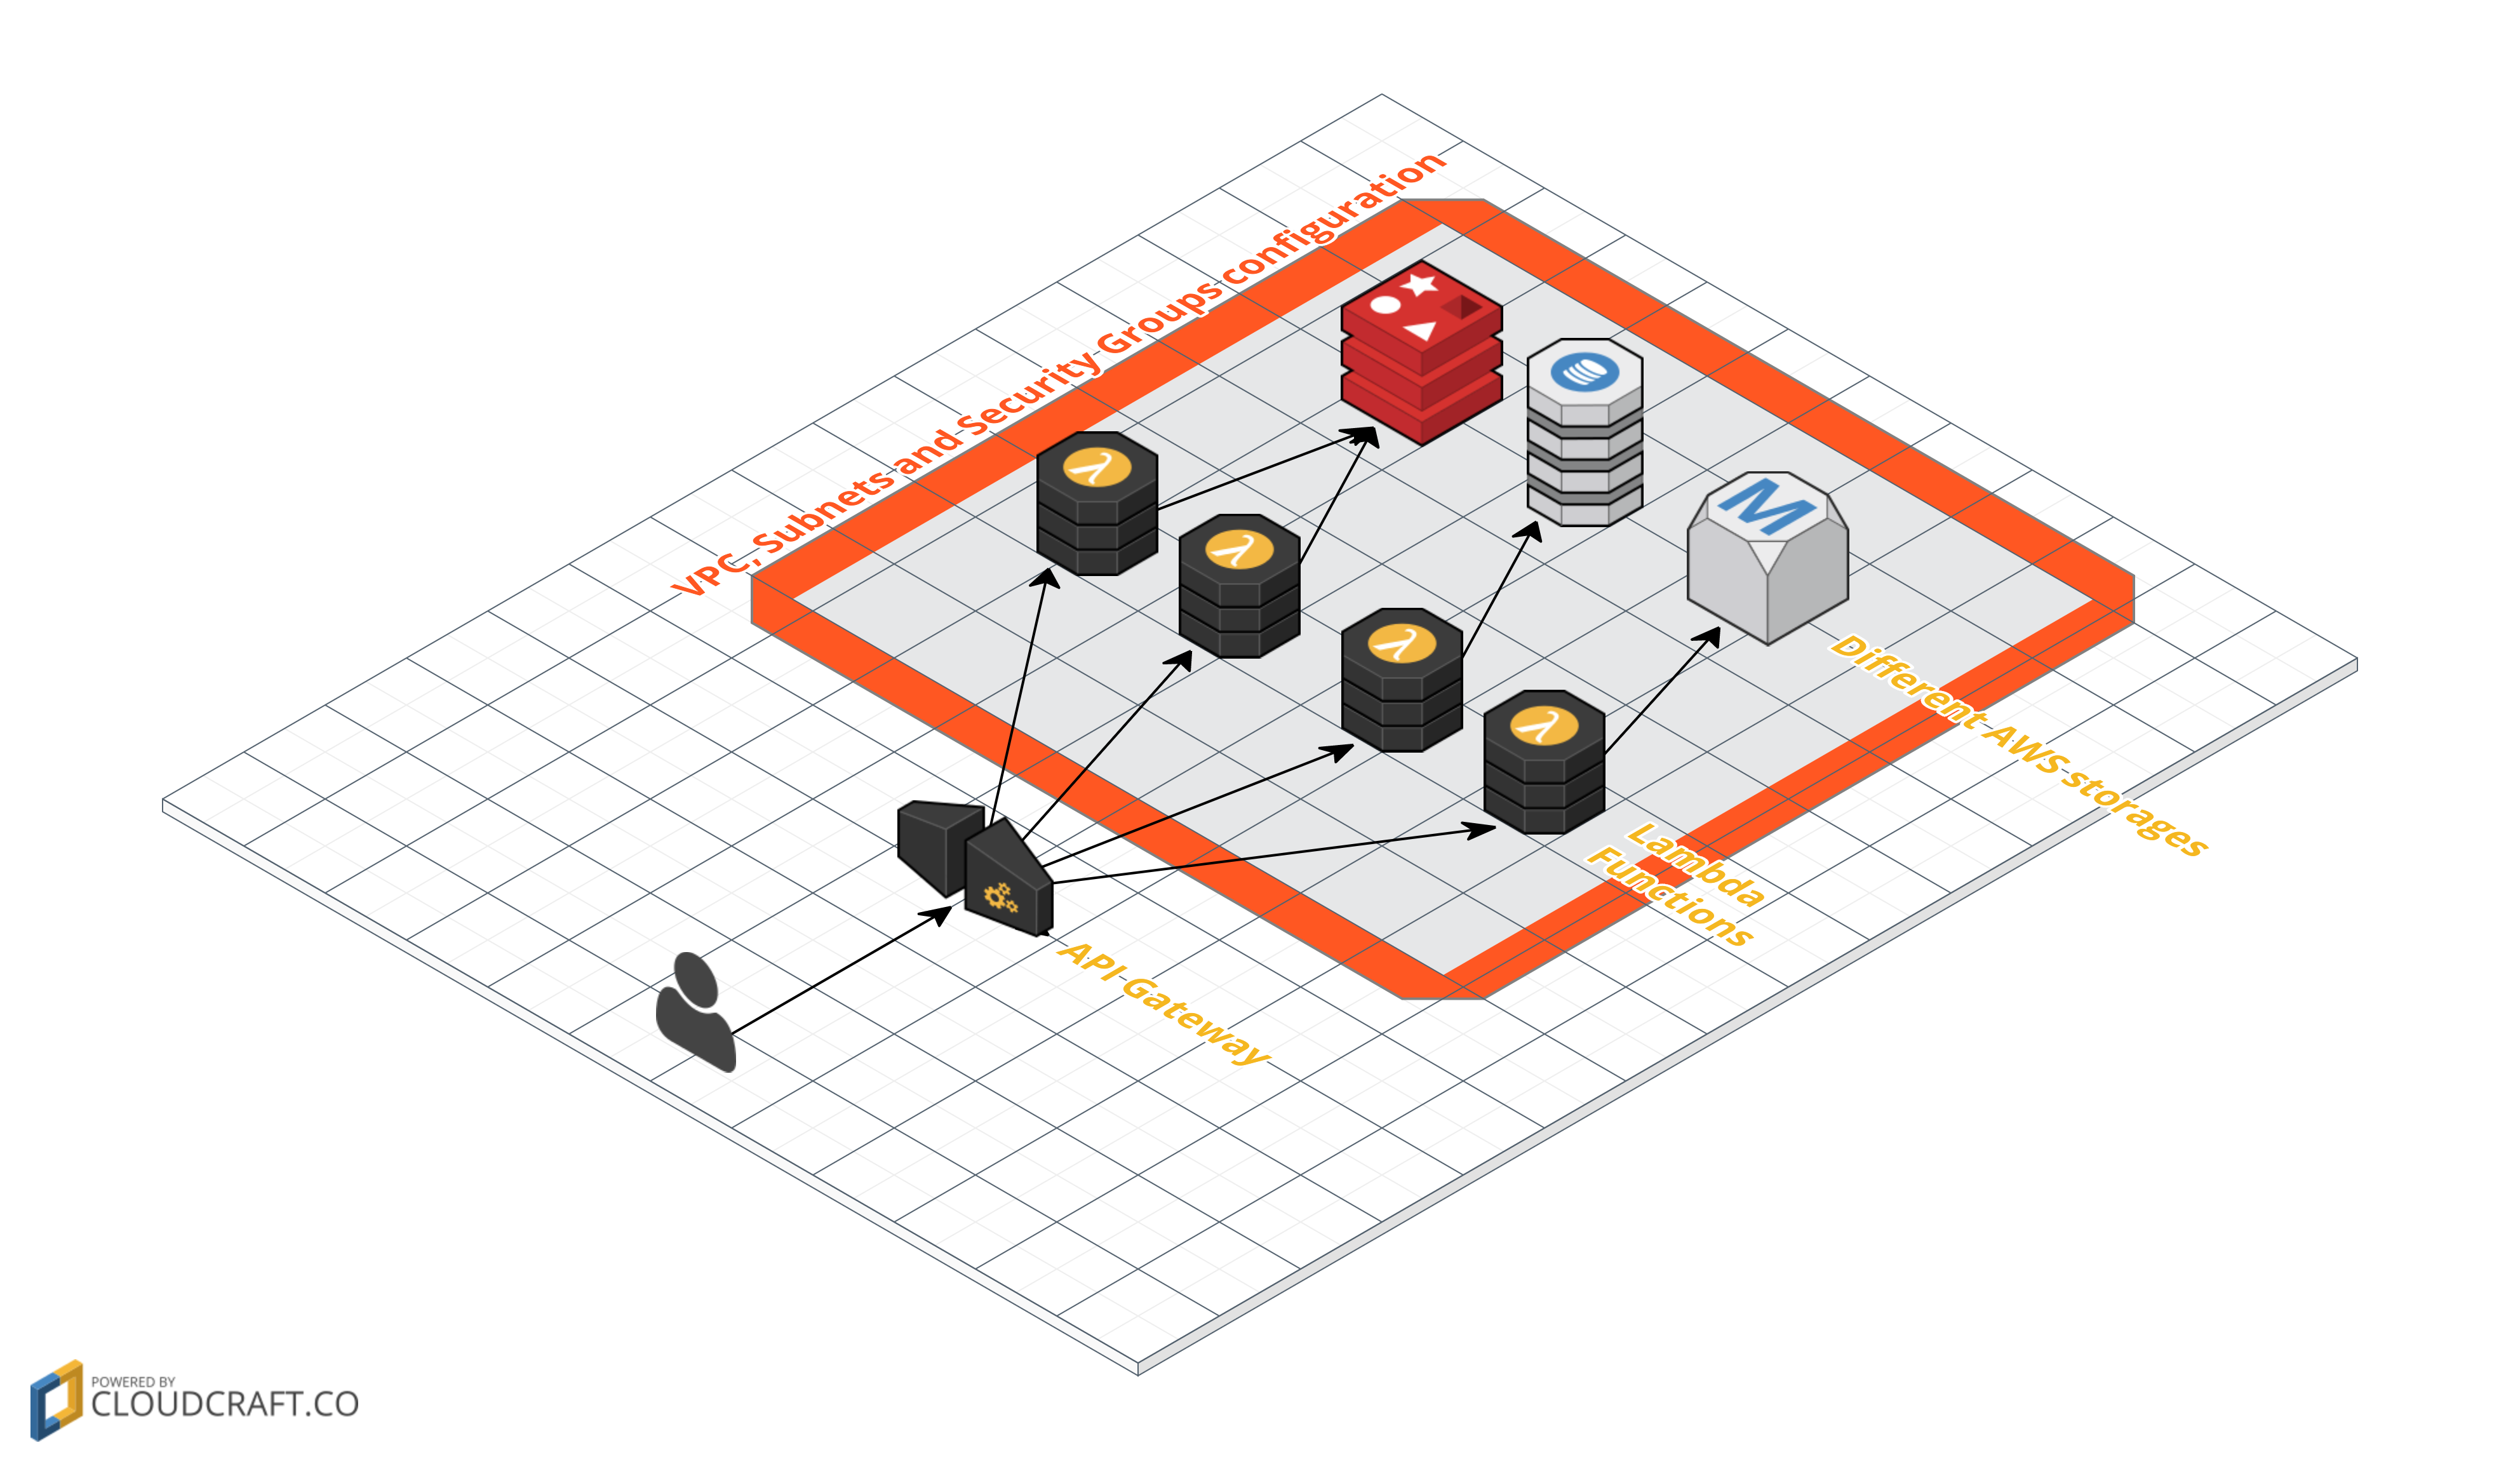 VPC, Subnets and Security Groups configuration
M
Different AWS storages
Lambda
Functions
API Gateway
POWERED BY
CLOUDCRAFT.CO